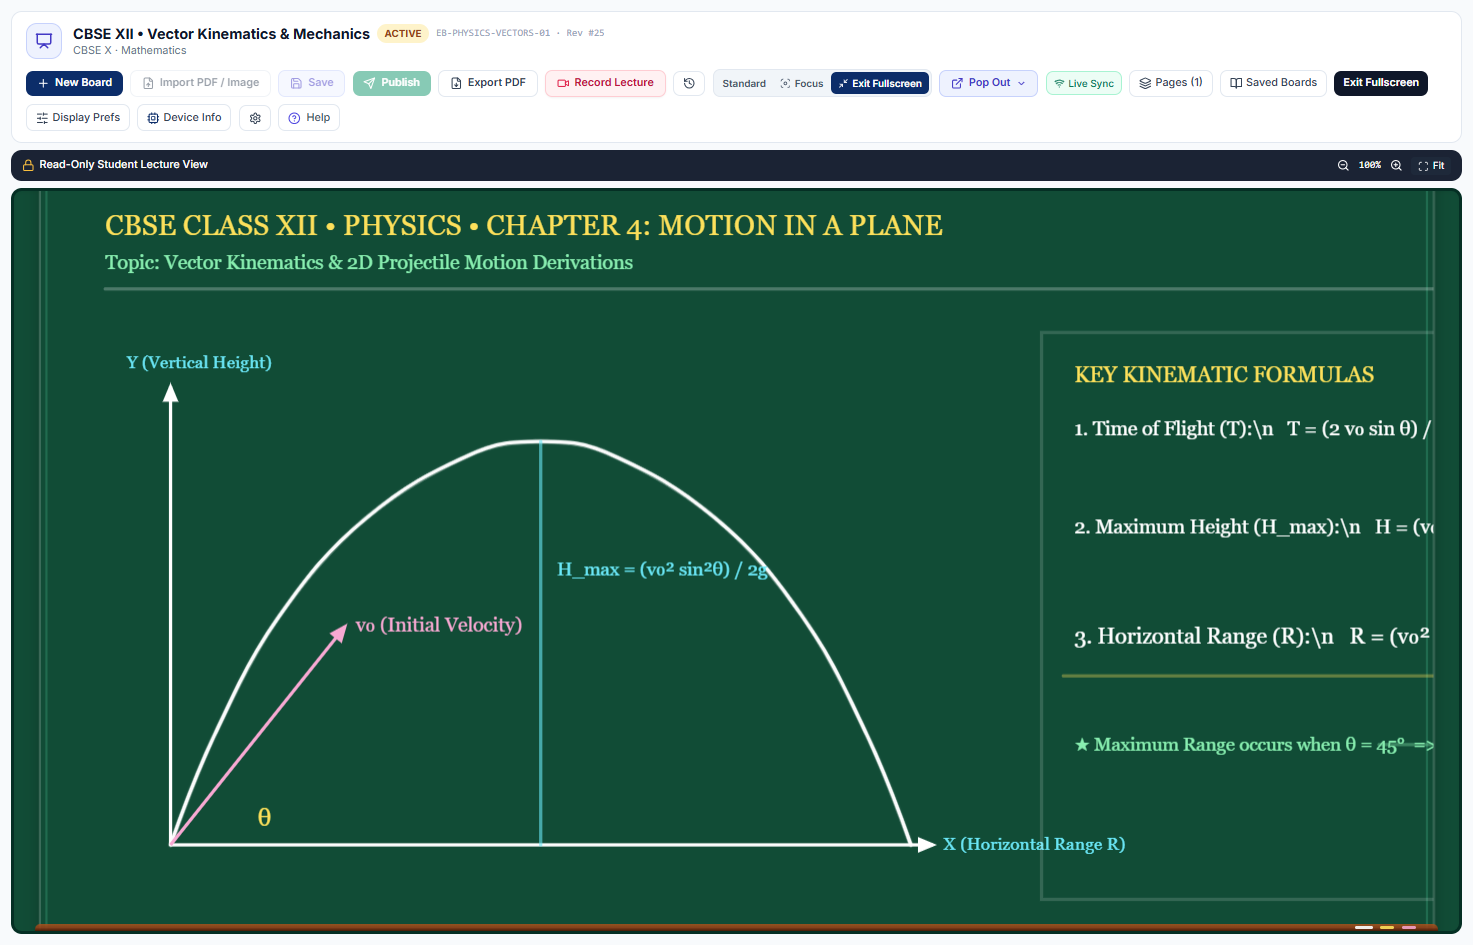 CBSE XII • Vector Kinematics & Mechanics ACTIVE EB-PHYSICS-VECTORS-01 · Rev #25
CBSE X · Mathematics
New Board Import PDF / Image Save Publish Export PDF Record Lecture Standard Focus Exit Fullscreen Pop Out Live Sync Pages (1) Saved Boards Exit Fullscreen
Display Prefs Device Info Help
Read-Only Student Lecture View 100% Fit
CBSE CLASS XII • PHYSICS • CHAPTER 4: MOTION IN A PLANE
Topic: Vector Kinematics & 2D Projectile Motion Derivations
Y (Vertical Height)
H_max = (v₀² sin²θ) / 2g
v₀ (Initial Velocity)
θ
X (Horizontal Range R)
KEY KINEMATIC FORMULAS
1. Time of Flight (T):\n T = (2 v₀ sin θ) /
2. Maximum Height (H_max):\n H = (v₀
3. Horizontal Range (R):\n R = (v₀²
★ Maximum Range occurs when θ = 45° =>